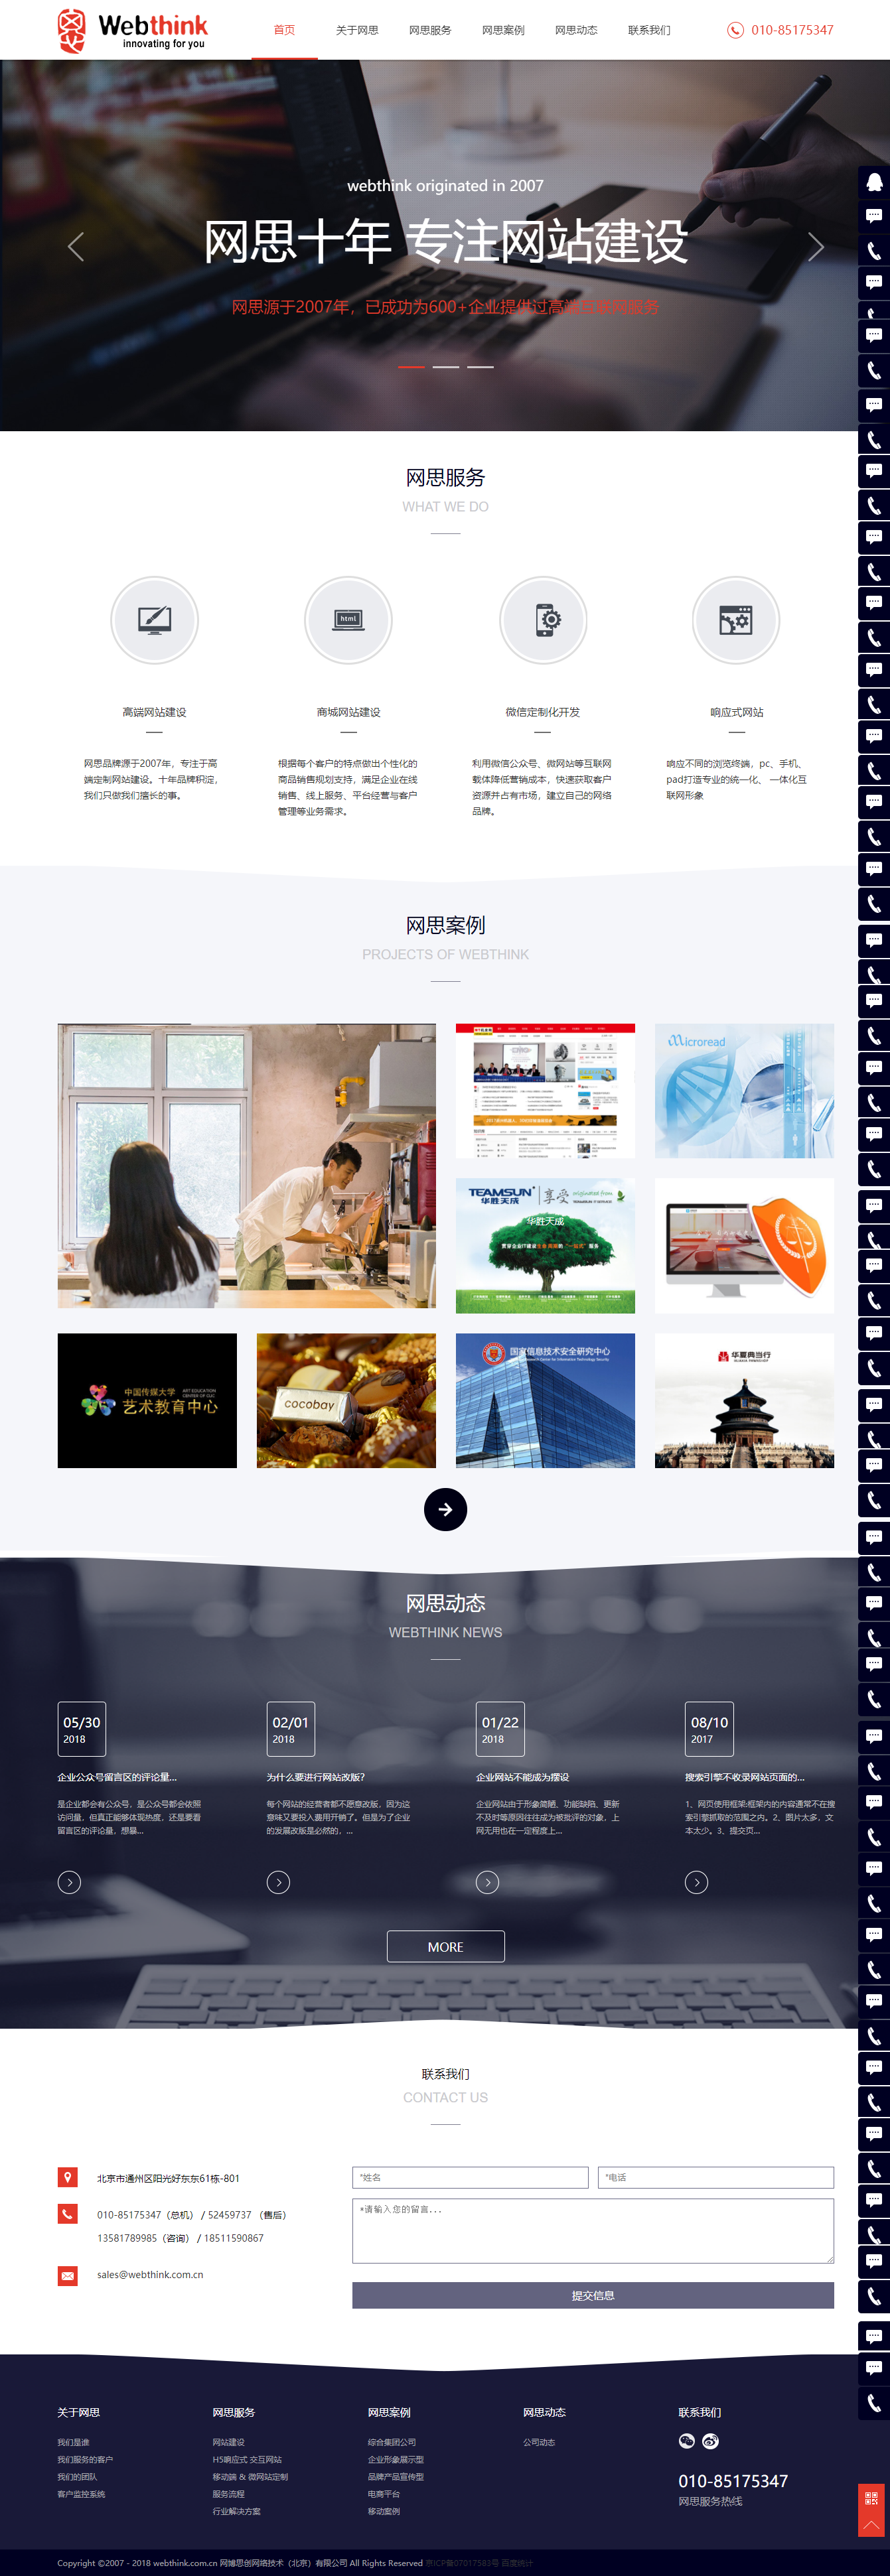 Webthink
innovating for you
首页 关于网思 网思服务 网思案例 网思动态 联系我们 010-85175347
webthink originated in 2007
网思十年 专注网站建设
网思源于2007年，已成功为600+企业提供过高端互联网服务
网思服务
WHAT WE DO
html
高端网站建设 商城网站建设 微信定制化开发 响应式网站
网思品牌源于2007年，专注于高
端定制网站建设。十年品牌积淀，
我们只做我们擅长的事。
根据每个客户的特点做出个性化的
商品销售规划支持，满足企业在线
销售、线上服务、平台经营与客户
管理等业务需求。
利用微信公众号、微网站等互联网
载体降低营销成本，快速获取客户
资源并占有市场，建立自己的网络
品牌。
响应不同的浏览终端，pc、手机、
pad打造专业的统一化、一体化互
联网形象
网思案例
PROJECTS OF WEBTHINK
Microread
TEAMSUN
华胜天成
享受
originated from
中国传媒大学
艺术教育中心
ART EDUCATION
CENTER OF CUC
cocobay
国家信息技术安全研究中心
华夏典当行
网思动态
WEBTHINK NEWS
05/30
2018
企业公众号留言区的评论量...
是企业都会有公众号，是公众号都会依照
访问量，但真正能够体现热度，还是要看
留言区的评论量，想暴...
02/01
2018
为什么要进行网站改版？
每个网站的经营者都不愿意改版，因为这
意味又要投入费用开销了。但是为了企业
的发展改版是必然的，...
01/22
2018
企业网站不能成为摆设
企业网站由于形象简陋、功能缺陷、更新
不及时等原因往往成为被批评的对象，上
网无用也在一定程度上...
08/10
2017
搜索引擎不收录网站页面的...
1、网页使用框架:框架内的内容通常不在搜
索引擎抓取的范围之内。2、图片太多，文
本太少。3、提交页...
MORE
联系我们
CONTACT US
北京市通州区阳光好东东61栋-801
010-85175347（总机） / 52459737 （售后）
13581789985（咨询） / 18511590867
sales@webthink.com.cn
*姓名
*电话
*请输入您的留言...
提交信息
关于网思
我们是谁
我们服务的客户
我们的团队
客户监控系统
网思服务
网站建设
H5响应式 交互网站
移动端 & 微网站定制
服务流程
行业解决方案
网思案例
综合集团公司
企业形象展示型
品牌产品宣传型
电商平台
移动案例
网思动态
公司动态
联系我们
010-85175347
网思服务热线
Copyright ©2007 - 2018 webthink.com.cn 网博思创网络技术（北京）有限公司 All Rights Reserved 京ICP备07017583号 百度统计